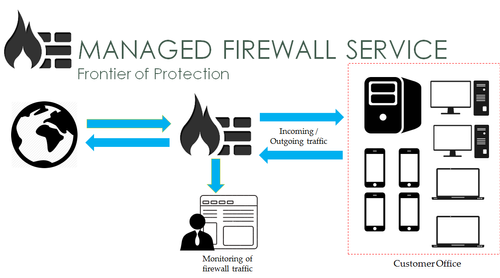 MANAGED FIREWALL SERVICE
Frontier of Protection
Incoming /
Outgoing traffic
Monitoring of
firewall traffic
Customer Office